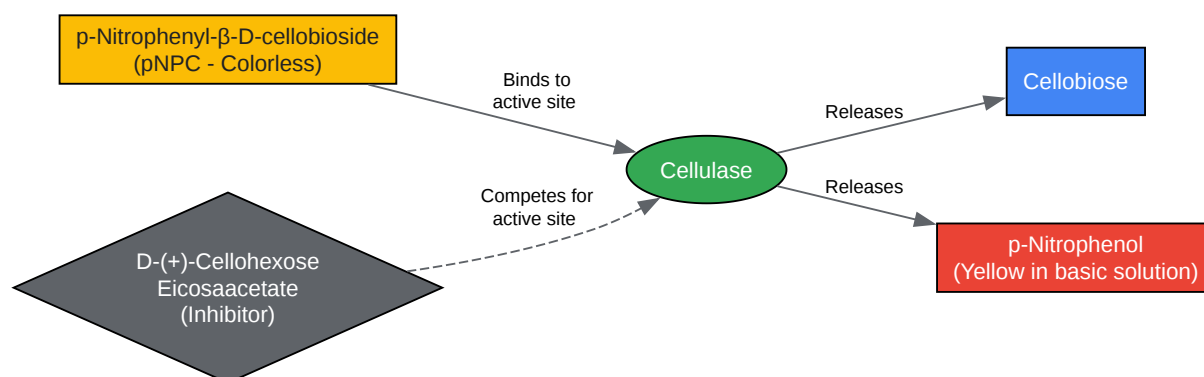 p-Nitrophenyl-β-D-cellobioside
(pNPC - Colorless)
Binds to
active site
Cellobiose
Releases
Cellulase
Competes for
active site
Releases
p-Nitrophenol
(Yellow in basic solution)
D-(+)-Cellohexose
Eicosaacetate
(Inhibitor)